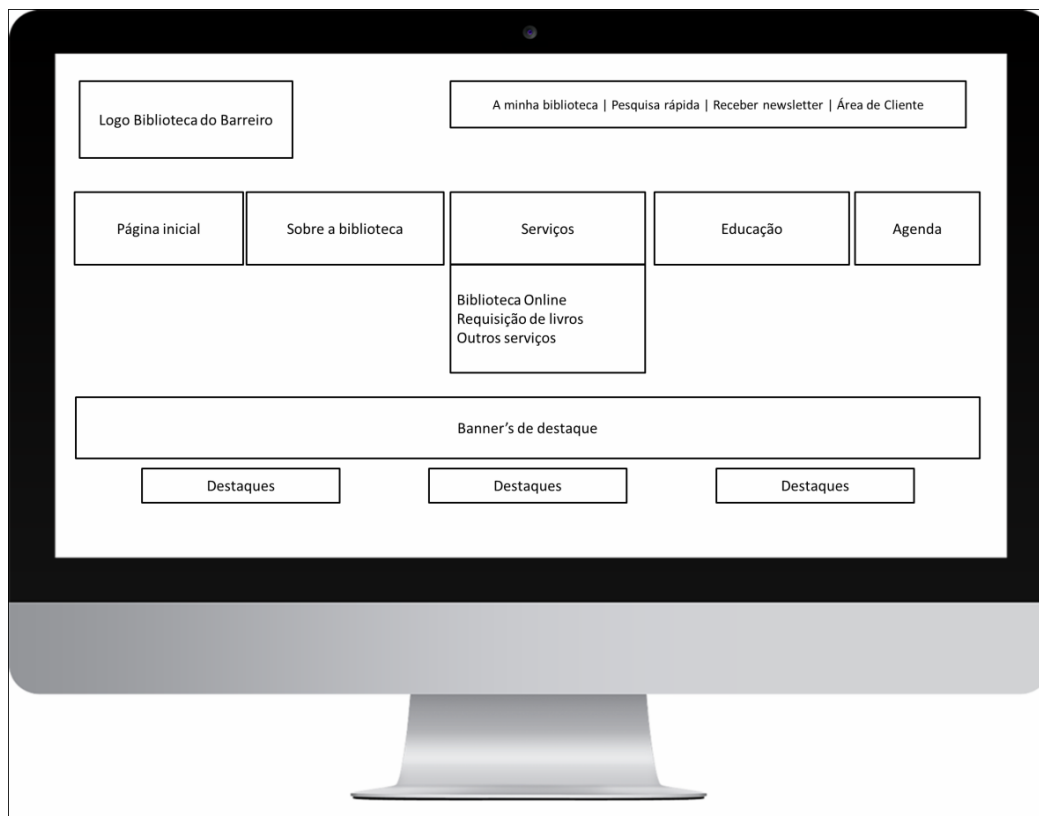 Logo Biblioteca do Barreiro
A minha biblioteca | Pesquisa rápida | Receber newsletter | Área de Cliente
Página inicial
Sobre a biblioteca
Serviços
Educação
Agenda
Biblioteca Online
Requisição de livros
Outros serviços
Banner’s de destaque
Destaques
Destaques
Destaques